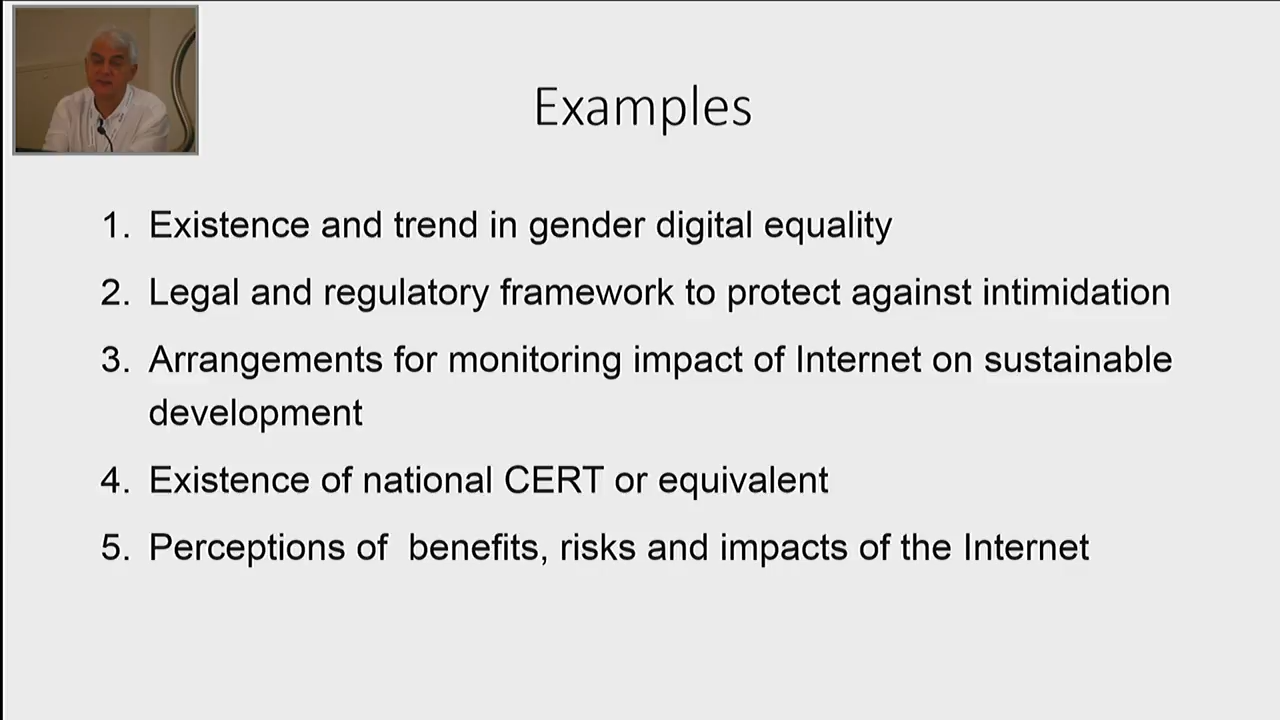 Examples
1. Existence and trend in gender digital equality
2. Legal and regulatory framework to protect against intimidation
3. Arrangements for monitoring impact of Internet on sustainable
development
4. Existence of national CERT or equivalent
5. Perceptions of  benefits, risks and impacts of the Internet